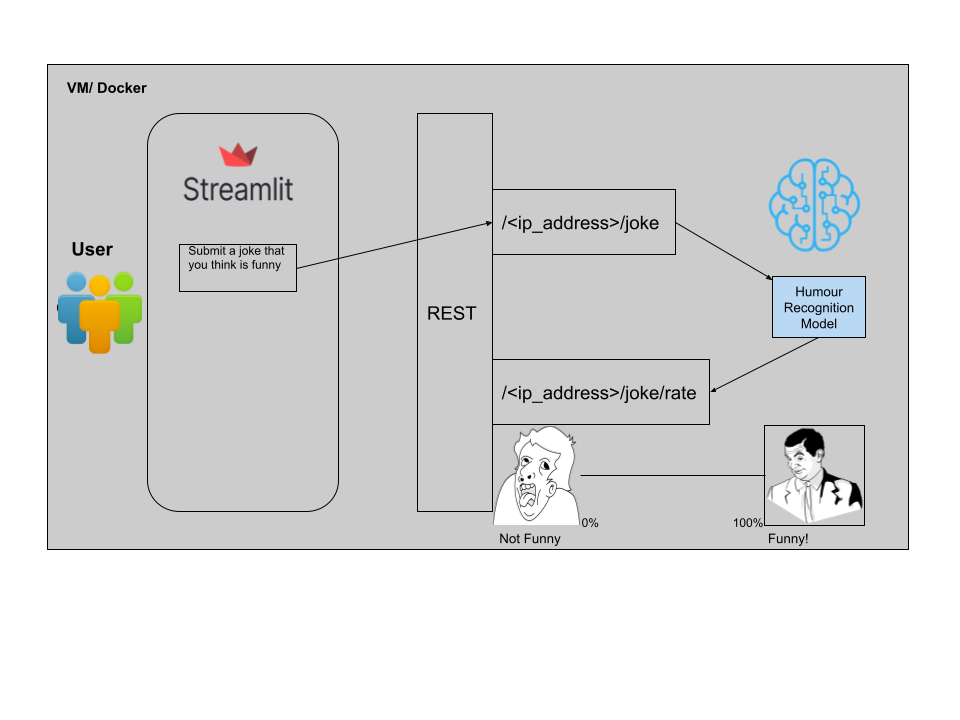 VM/ Docker
Streamlit
User
Submit a joke that
you think is funny
REST
/<ip_address>/joke
Humour
Recognition
Model
/<ip_address>/joke/rate
0%
100%
Not Funny
Funny!